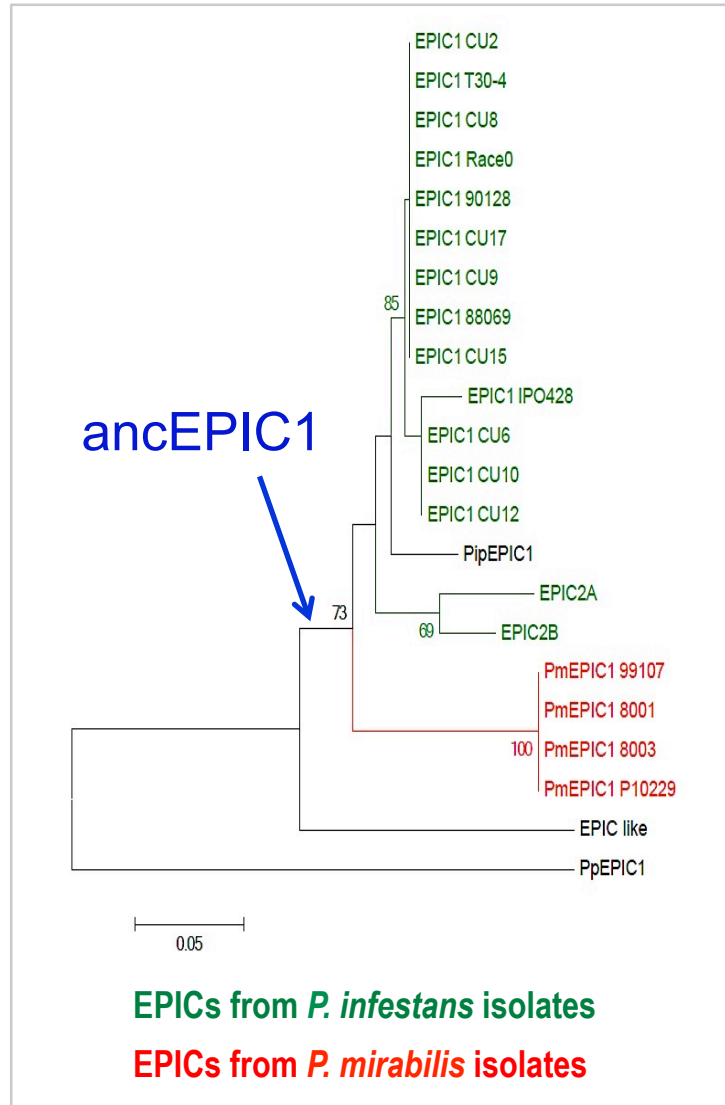 EPIC1 CU2
EPIC1 T30-4
EPIC1 CU8
EPIC1 Race0
EPIC1 90128
EPIC1 CU17
EPIC1 CU9
85
EPIC1 88069
EPIC1 CU15
EPIC1 IPO428
ancEPIC1
EPIC1 CU6
EPIC1 CU10
EPIC1 CU12
PipEPIC1
EPIC2A
73
69
EPIC2B
PmEPIC1 99107
PmEPIC1 8001
100
PmEPIC1 8003
PmEPIC1 P10229
EPIC like
PpEPIC1
0.05
EPICs from P. infestans isolates
EPICs from P. mirabilis isolates